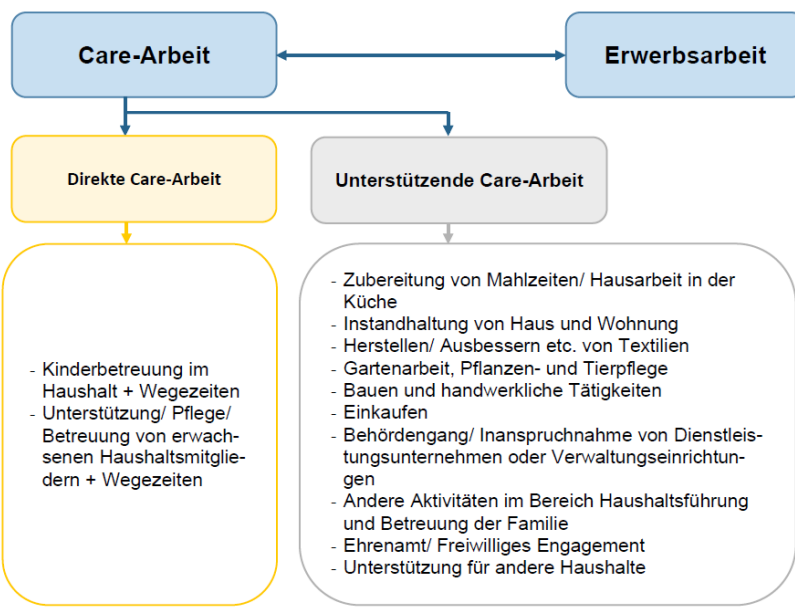 Care-Arbeit
Erwerbsarbeit
Direkte Care-Arbeit
Unterstützende Care-Arbeit
- Kinderbetreuung im
Haushalt + Wegezeiten
- Unterstützung/ Pflege/
Betreuung von erwach-
senen Haushaltsmitglie-
dern + Wegezeiten
- Zubereitung von Mahlzeiten/ Hausarbeit in der
Küche
- Instandhaltung von Haus und Wohnung
- Herstellen/ Ausbessern etc. von Textilien
- Gartenarbeit, Pflanzen- und Tierpflege
- Bauen und handwerkliche Tätigkeiten
- Einkaufen
- Behördengang/ Inanspruchnahme von Dienstleis-
tungsunternehmen oder Verwaltungseinrichtun-
gen
- Andere Aktivitäten im Bereich Haushaltsführung
und Betreuung der Familie
- Ehrenamt/ Freiwilliges Engagement
- Unterstützung für andere Haushalte